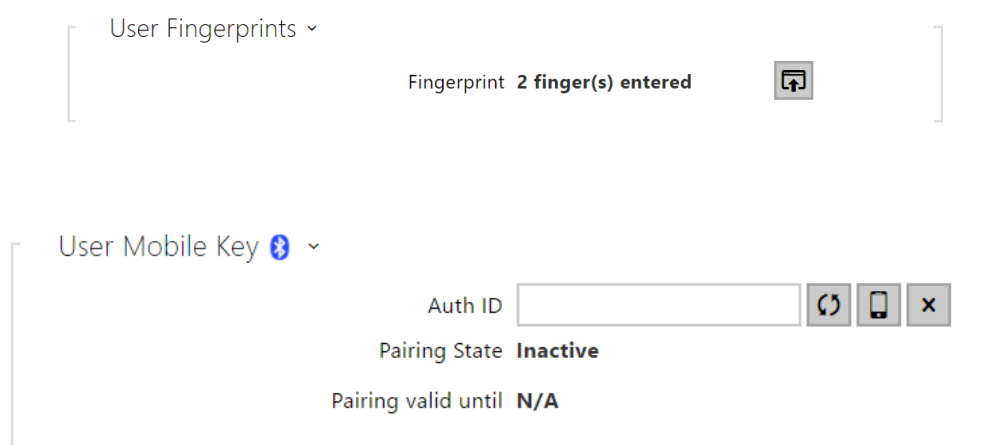 User Fingerprints
Fingerprint 2 finger(s) entered
User Mobile Key
Auth ID
Pairing State Inactive
Pairing valid until N/A